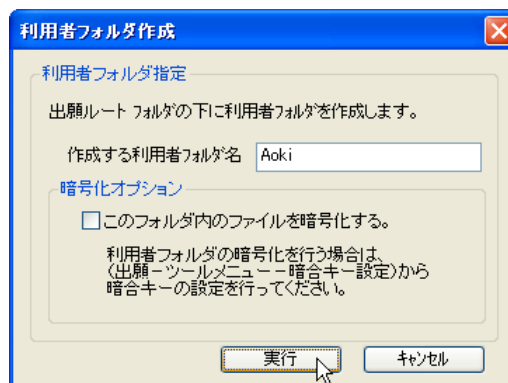 利用者フォルダ作成
利用者フォルダ指定
出願ルート フォルダの下に利用者フォルダを作成します。
作成する利用者フォルダ名 Aoki
暗号化オプション
このフォルダ内のファイルを暗号化する。
利用者フォルダの暗号化を行う場合は、
(出願－ツールメニュー－暗合キー設定)から
暗合キーの設定を行ってください。
実行 キャンセル